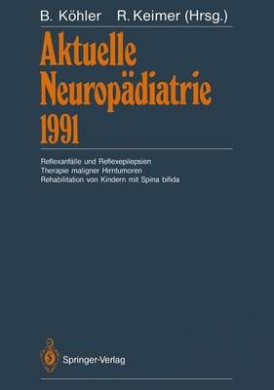 B. Köhler R. Keimer (Hrsg.)
Aktuelle
Neuropädiatrie
1991
Reflexanfälle und Reflexepilepsien
Therapie maligner Hirntumoren
Rehabilitation von Kindern mit Spina bifida
Springer-Verlag